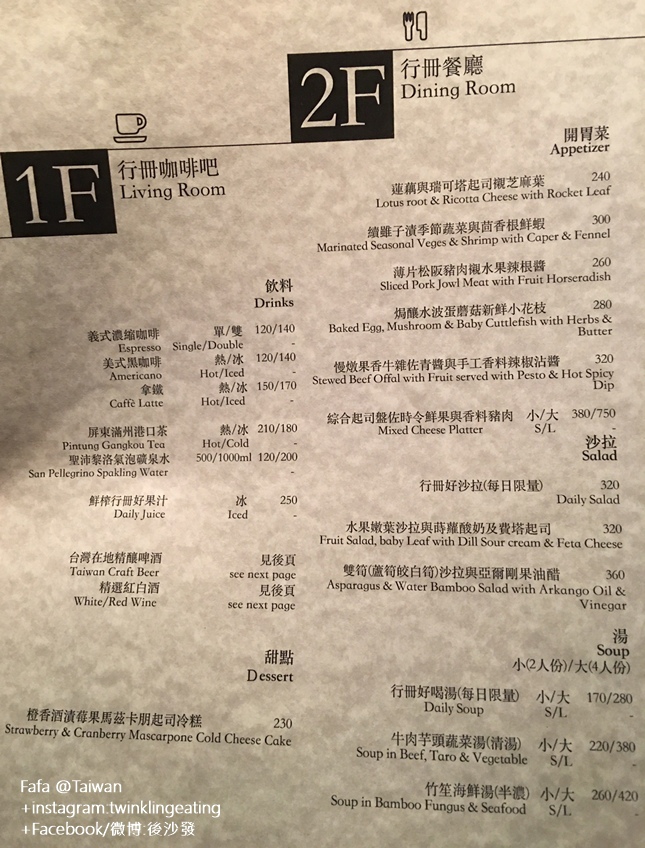 1F
行冊咖啡吧
Living Room
飲料
Drinks
義式濃縮咖啡 單/雙 120/140
Espresso Single/Double -
美式黑咖啡 熱/冰 120/140
Americano Hot/Iced -
拿鐵 熱/冰 150/170
Caffè Latte Hot/Iced -
屏東滿州港口茶 熱/冰 210/180
Pintung Gangkou Tea Hot/Cold -
聖沛黎洛氣泡礦泉水 500/1000ml 120/200
San Pellegrino Spakling Water -
鮮榨行冊好果汁 冰 250
Daily Juice Iced -
台灣在地精釀啤酒 見後頁
Taiwan Craft Beer see next page
精選紅白酒 見後頁
White/Red Wine see next page
甜點
Dessert
橙香酒漬莓果馬茲卡朋起司冷糕 230
Strawberry & Cranberry Mascarpone Cold Cheese Cake
2F
行冊餐廳
Dining Room
開胃菜
Appetizer
蓮藕與瑞可塔起司襯芝麻葉 240
Lotus root & Ricotta Cheese with Rocket Leaf
續雖子漬季節蔬菜與茴香根鮮蝦 300
Marinated Seasonal Veges & Shrimp with Caper & Fennel
薄片松阪豬肉襯水果辣根醬 260
Sliced Pork Jowl Meat with Fruit Horseradish
焗釀水波蛋蘑菇新鮮小花枝 280
Baked Egg, Mushroom & Baby Cuttlefish with Herbs &
Butter
慢燉果香牛雜佐青醬與手工香料辣椒沾醬 320
Stewed Beef Offal with Fruit served with Pesto & Hot Spicy
Dip
綜合起司盤佐時令鮮果與香料豬肉 小/大 380/750
Mixed Cheese Platter S/L -
沙拉
Salad
行冊好沙拉(每日限量) 320
Daily Salad
水果嫩葉沙拉與蒔蘿酸奶及費塔起司 320
Fruit Salad, baby Leaf with Dill Sour cream & Feta Cheese
雙筍(蘆筍皎白筍)沙拉與亞爾剛果油醋 360
Asparagus & Water Bamboo Salad with Arkango Oil &
Vinegar
湯
Soup
小(2人份)/大(4人份)
行冊好喝湯(每日限量) 小/大 170/280
Daily Soup S/L -
牛肉芋頭蔬菜湯(清湯) 小/大 220/380
Soup in Beef, Taro & Vegetable S/L -
竹笙海鮮湯(半濃) 小/大 260/420
Soup in Bamboo Fungus & Seafood S/L -
Fafa @Taiwan
+instagram:twinklingeating
+Facebook/微博:後沙發